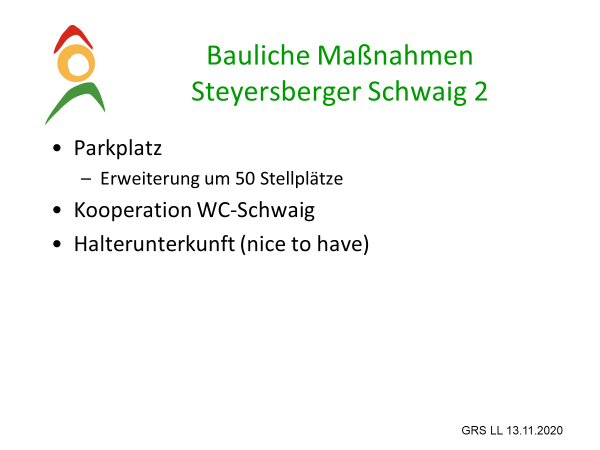 Bauliche Maßnahmen
Steyersberger Schwaig 2
• Parkplatz
– Erweiterung um 50 Stellplätze
• Kooperation WC-Schwaig
• Halterunterkunft (nice to have)
GRS LL 13.11.2020